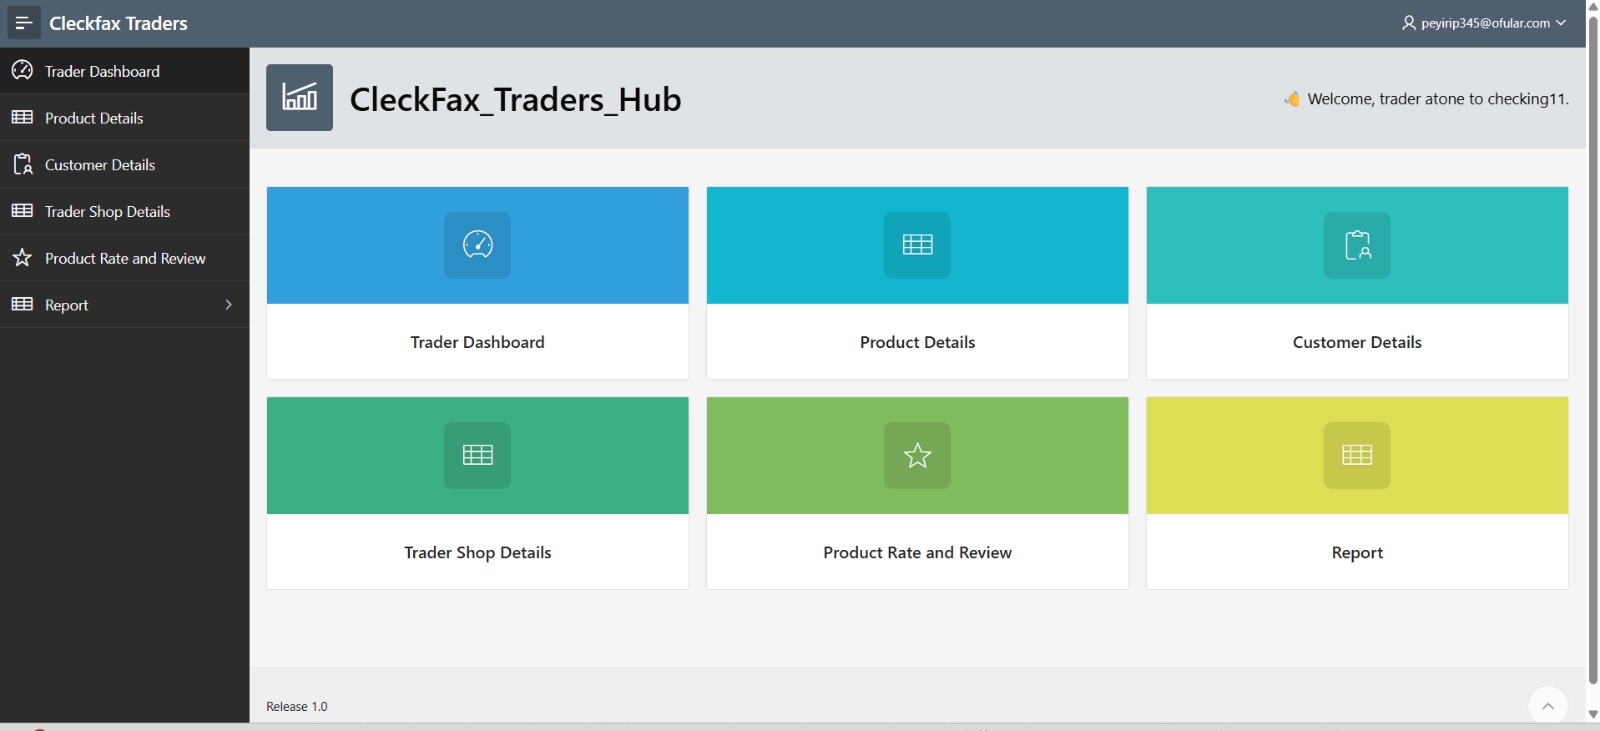 Cleckfax Traders
peyirip345@ofular.com
Trader Dashboard
Product Details
Customer Details
Trader Shop Details
Product Rate and Review
Report
CleckFax_Traders_Hub
Welcome, trader atone to checking11.
Trader Dashboard
Product Details
Customer Details
Trader Shop Details
Product Rate and Review
Report
Release 1.0